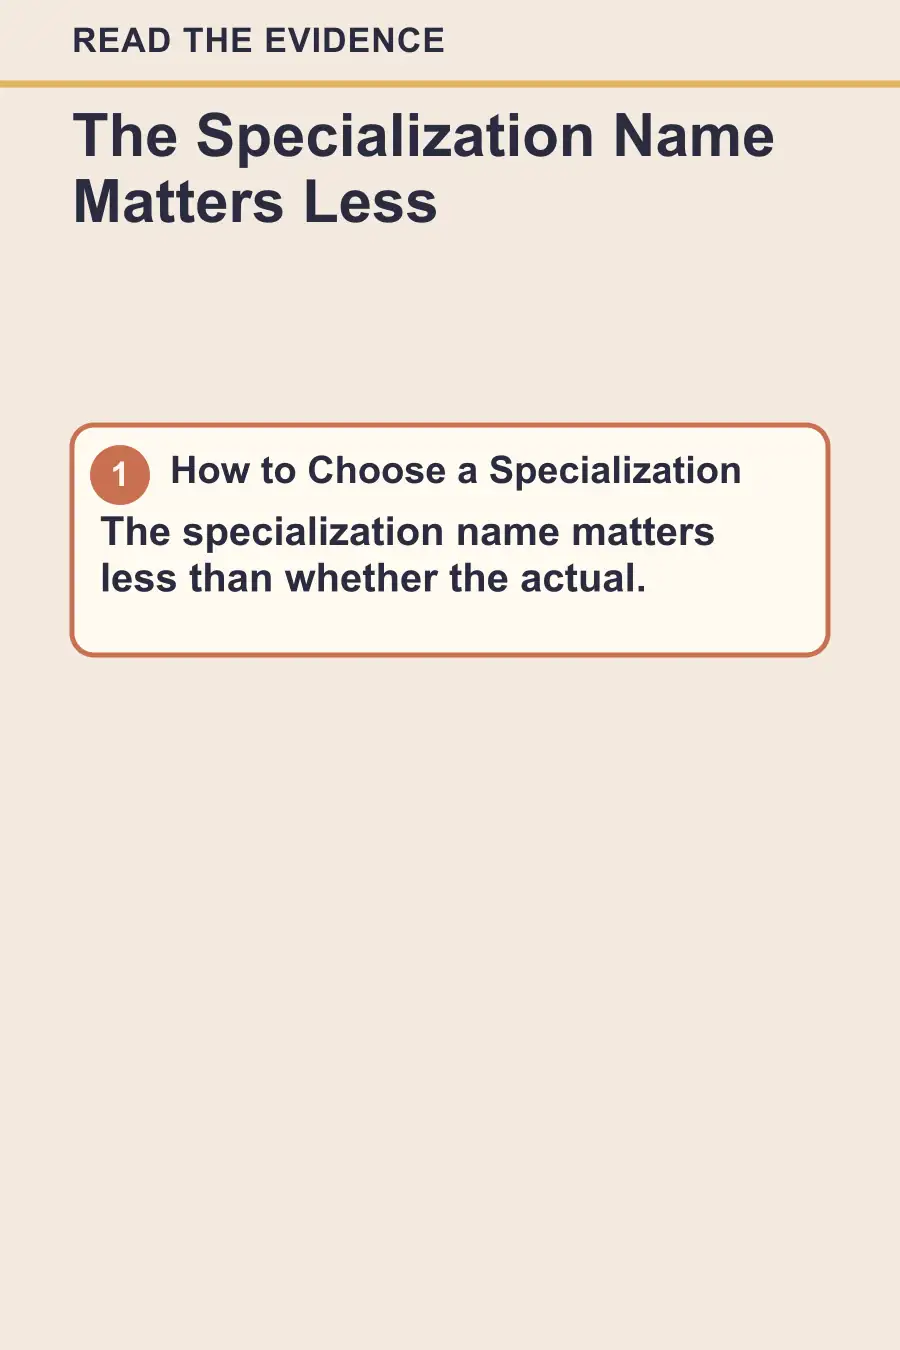 READ THE EVIDENCE
The Specialization Name
Matters Less
1 How to Choose a Specialization
The specialization name matters
less than whether the actual.